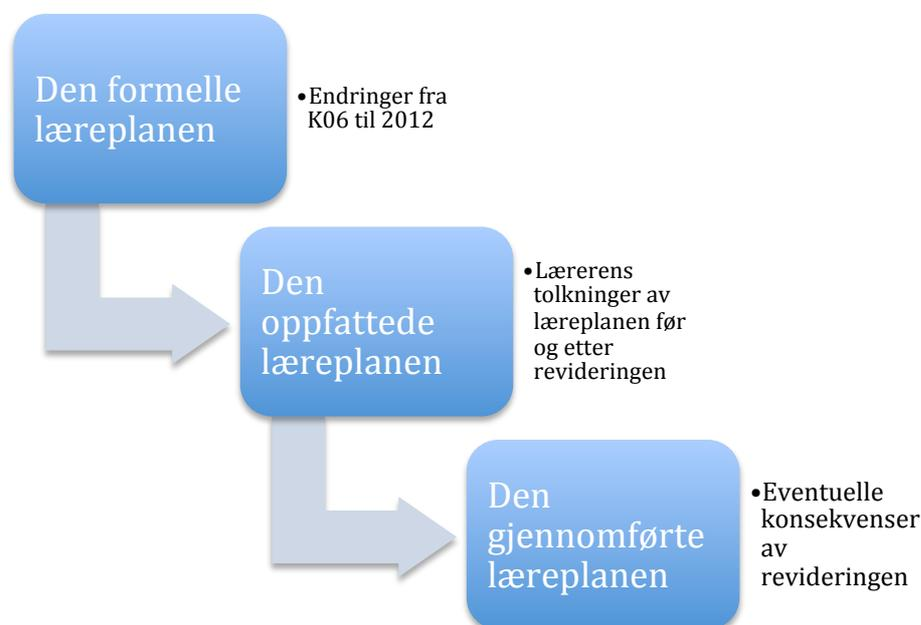 Den formelle
læreplanen
•Endringer fra
K06 til 2012
Den
oppfattede
læreplanen
•Lærerens
tolkninger av
læreplanen før
og etter
revideringen
Den
gjennomførte
læreplanen
•Eventuelle
konsekvenser
av
revideringen